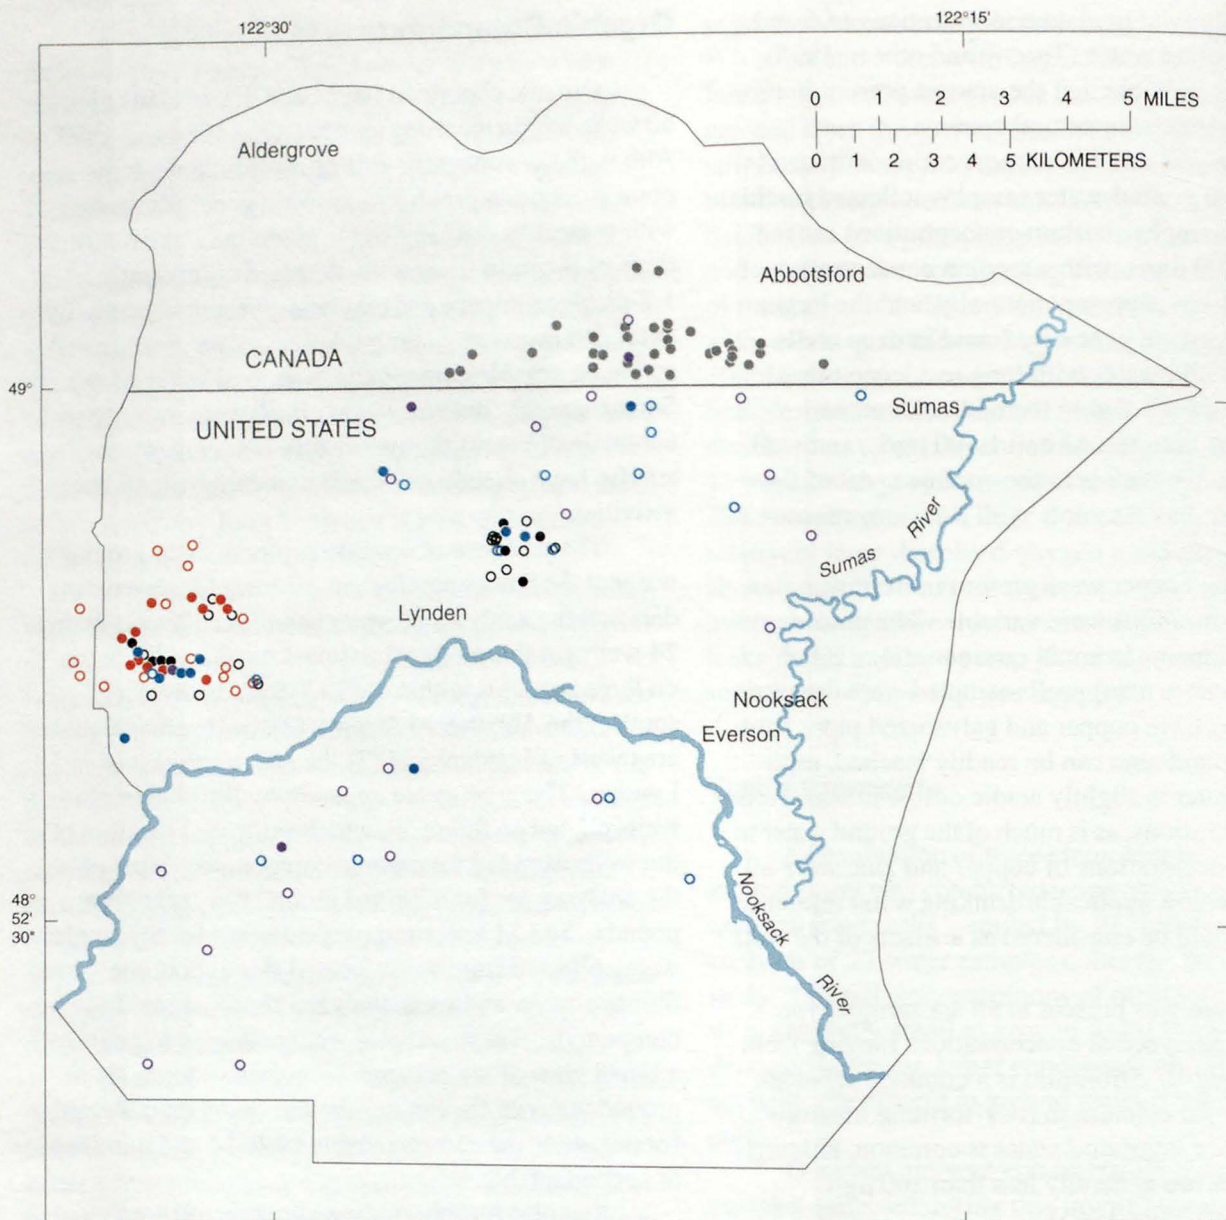 122°30'
122°15'
0 1 2 3 4 5 MILES
0 1 2 3 4 5 KILOMETERS
Aldergrove
Abbotsford
CANADA
49°
Sumas
UNITED STATES
Sumas River
Lynden
Nooksack
Everson
48°
52'
30"
Nooksack River